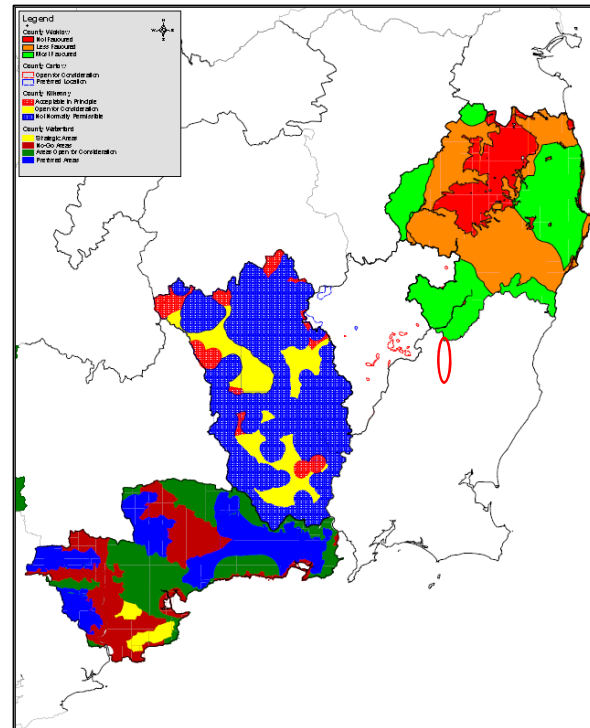 Legend
County Wicklow
Not Favoured
Less Favoured
Most Favoured
County Carlow
Open for Consideration
Preferred Location
County Kilkenny
Acceptable in Principle
Open for Consideration
Not Normally Permissible
County Waterford
Strategic Areas
No-Go Areas
Areas Open for Consideration
Preferred Areas